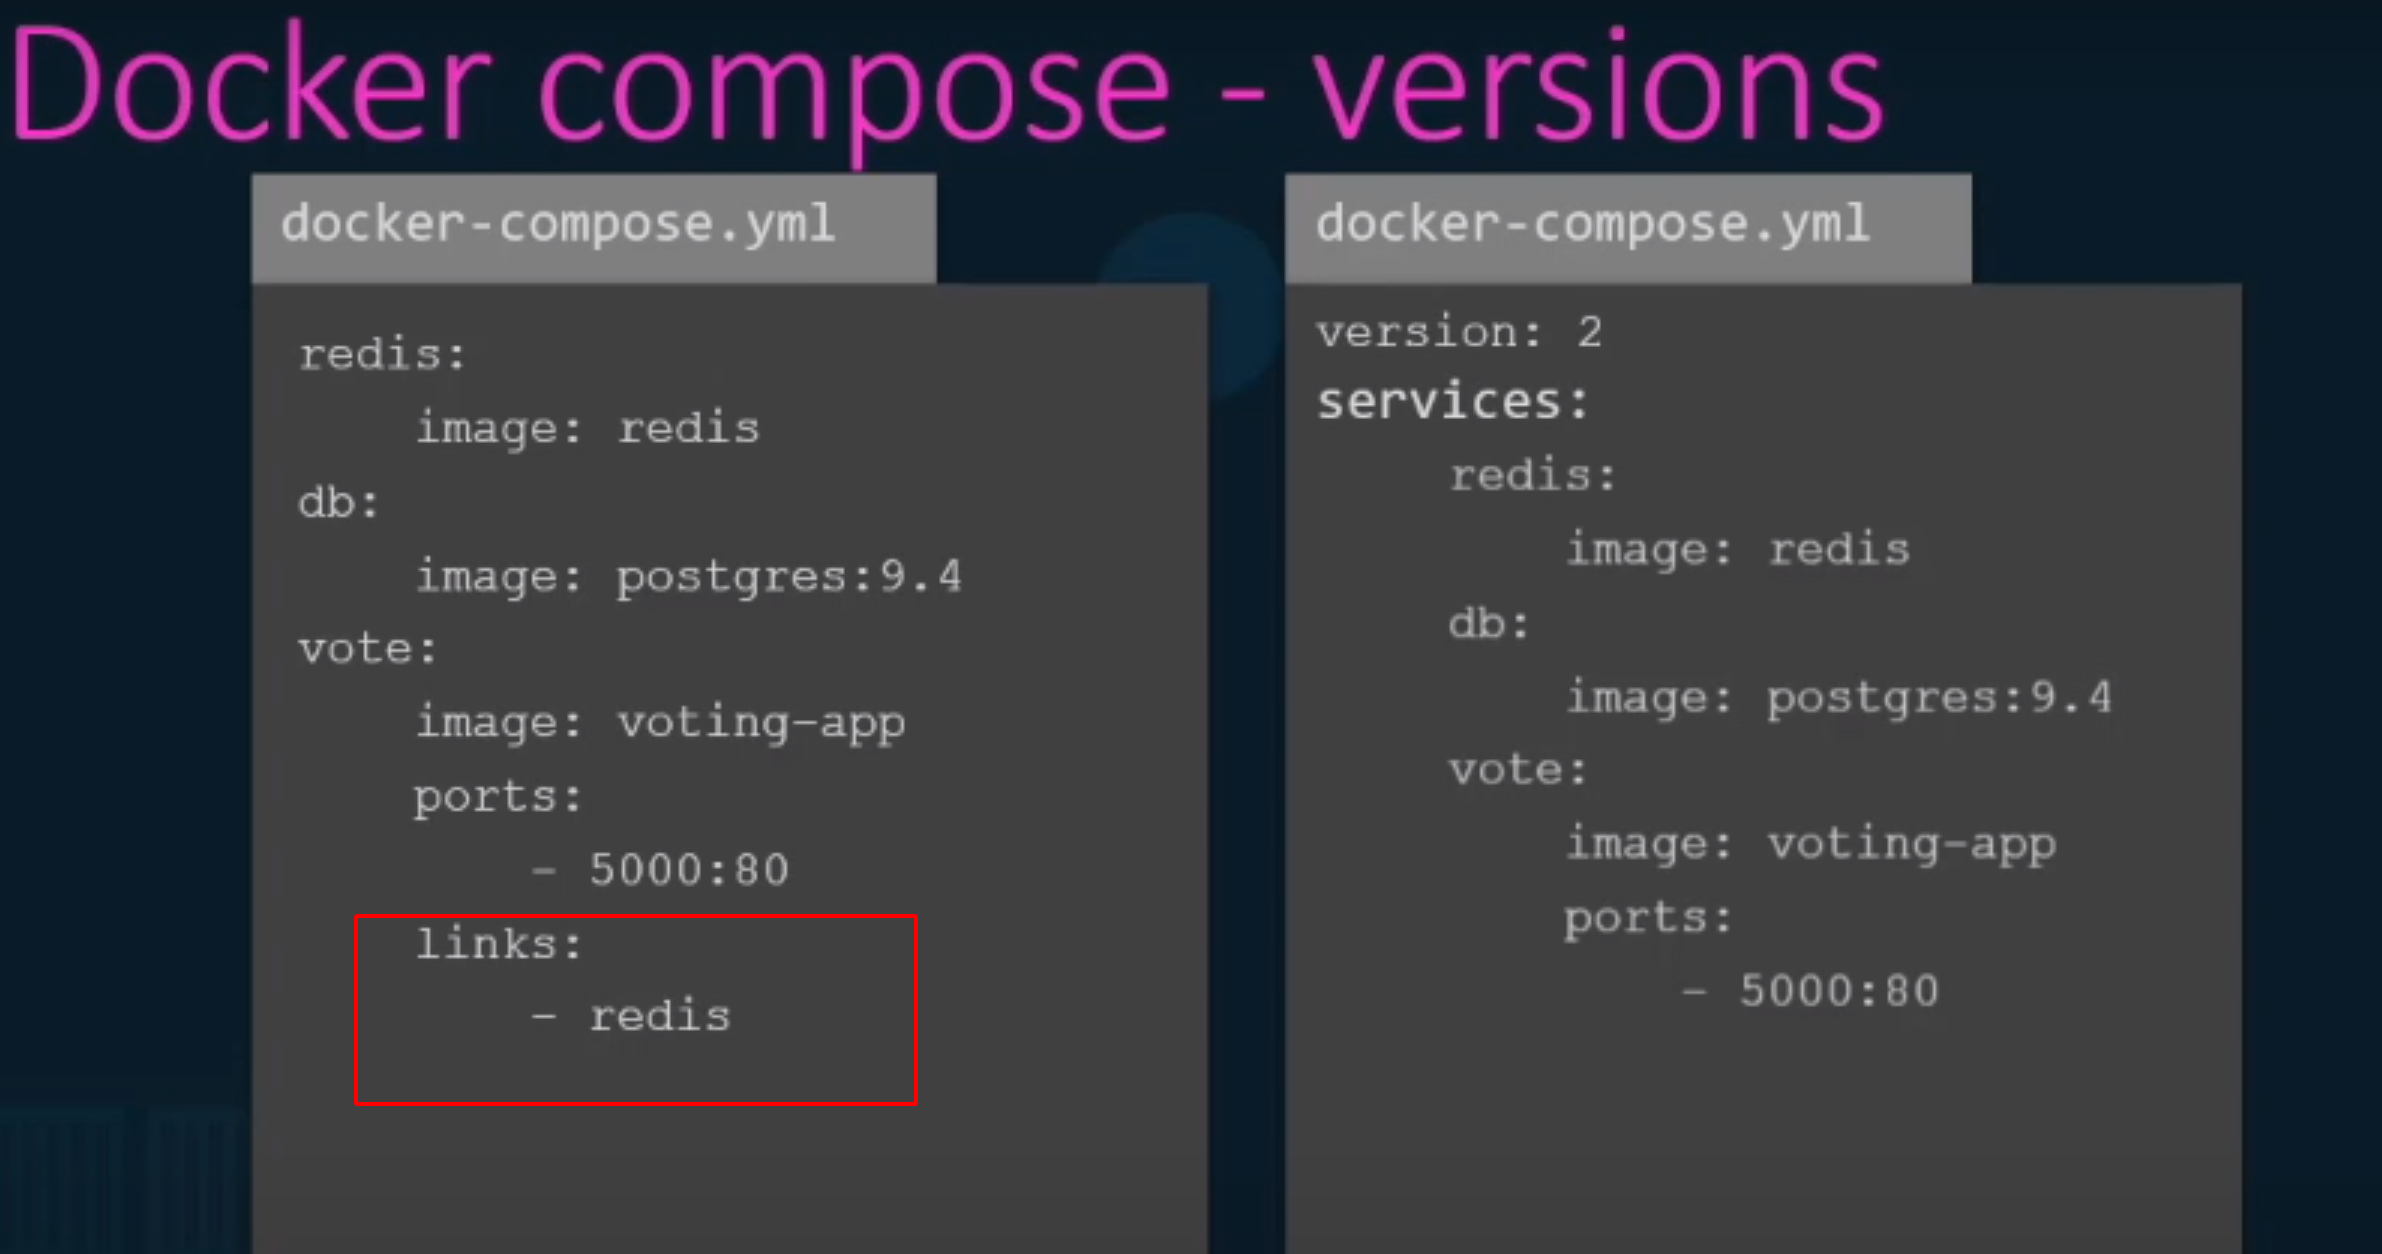 Docker compose - versions
docker-compose.yml
redis:
image: redis
db:
image: postgres:9.4
vote:
image: voting-app
ports:
- 5000:80
links:
- redis
docker-compose.yml
version: 2
services:
redis:
image: redis
db:
image: postgres:9.4
vote:
image: voting-app
ports:
- 5000:80